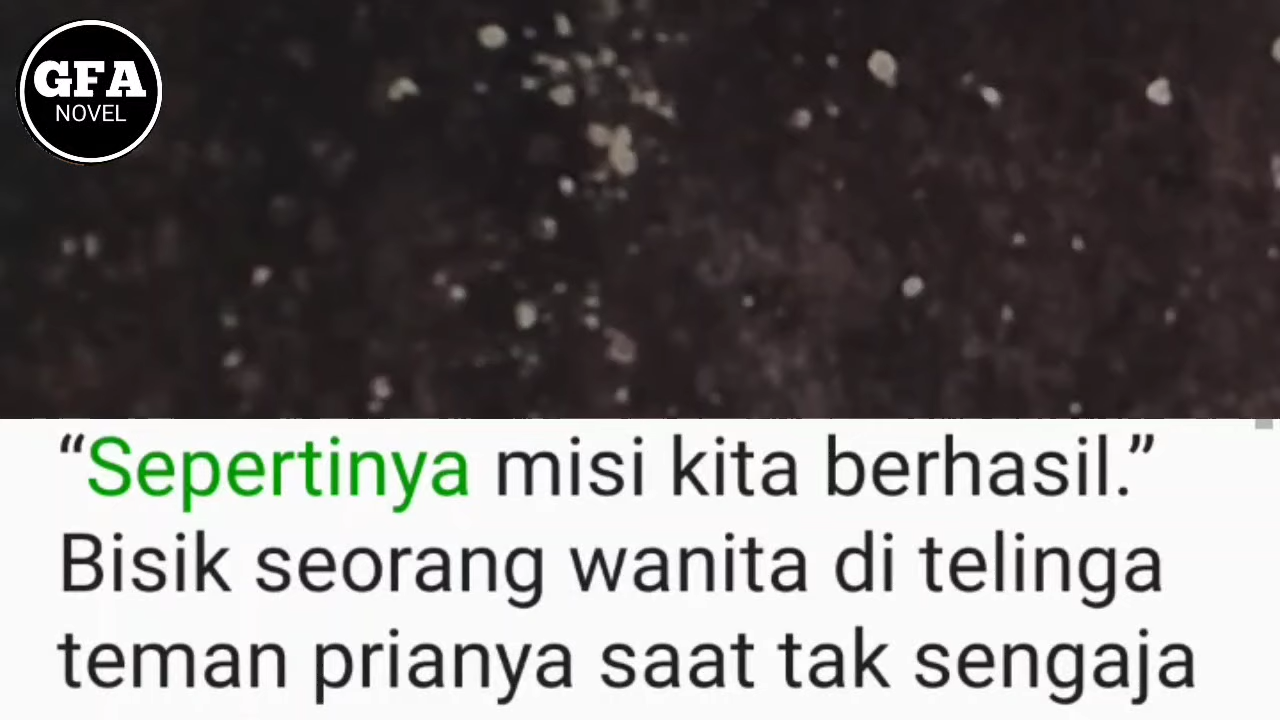 GFA
NOVEL
“Sepertinya misi kita berhasil.”
Bisik seorang wanita di telinga
teman prianya saat tak sengaja